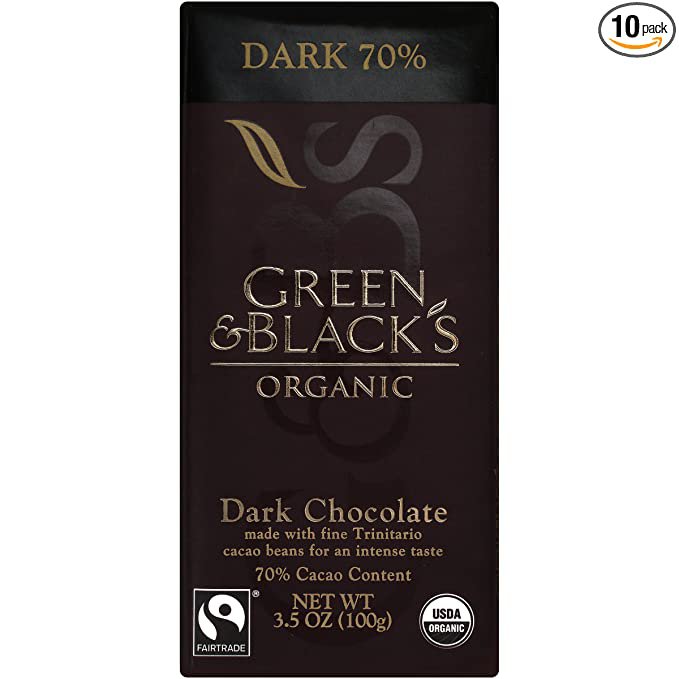 10 pack
DARK 70%
GREEN
&BLACK'S
ORGANIC
Dark Chocolate
made with fine Trinitario
cacao beans for an intense taste
70% Cacao Content
NET WT
3.5 OZ (100g)
®
FAIRTRADE
USDA
ORGANIC